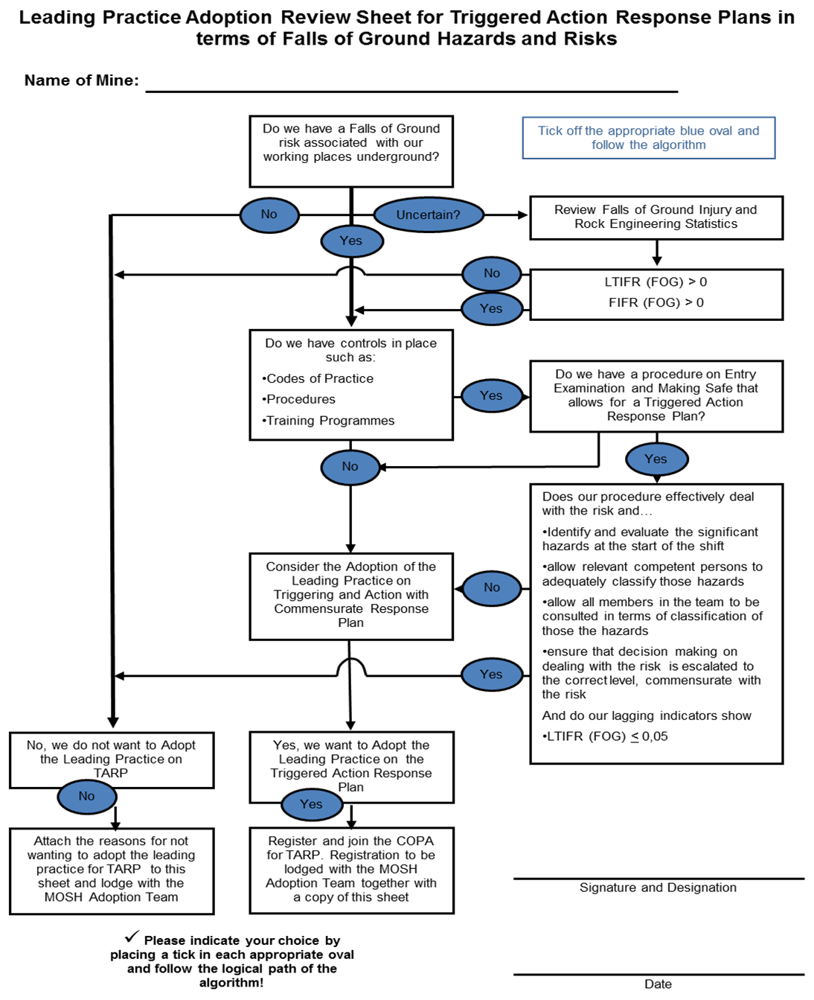 Leading Practice Adoption Review Sheet for Triggered Action Response Plans in
terms of Falls of Ground Hazards and Risks
Name of Mine:
Do we have a Falls of Ground
risk associated with our
working places underground?
Tick off the appropriate blue oval and
follow the algorithm
No
Uncertain?
Yes
Review Falls of Ground Injury and
Rock Engineering Statistics
No
Yes
LTIFR (FOG) > 0
FIFR (FOG) > 0
Do we have controls in place
such as:
•Codes of Practice
•Procedures
•Training Programmes
Yes
Do we have a procedure on Entry
Examination and Making Safe that
allows for a Triggered Action
Response Plan?
No
Yes
Does our procedure effectively deal
with the risk and…
•Identify and evaluate the significant
hazards at the start of the shift
•allow relevant competent persons to
adequately classify those hazards
•allow all members in the team to be
consulted in terms of classification of
those the hazards
•ensure that decision making on
dealing with the risk is escalated to
the correct level, commensurate with
the risk
And do our lagging indicators show
•LTIFR (FOG) ≤ 0,05
Consider the Adoption of the
Leading Practice on
Triggering and Action with
Commensurate Response
Plan
No
Yes
No, we do not want to Adopt
the Leading Practice on
TARP
No
Yes, we want to Adopt the
Leading Practice on the
Triggered Action Response
Plan
Yes
Attach the reasons for not
wanting to adopt the leading
practice for TARP to this
sheet and lodge with the
MOSH Adoption Team
Register and join the COPA
for TARP. Registration to be
lodged with the MOSH
Adoption Team together with
a copy of this sheet
Signature and Designation
✓ Please indicate your choice by
placing a tick in each appropriate oval
and follow the logical path of the
algorithm!
Date